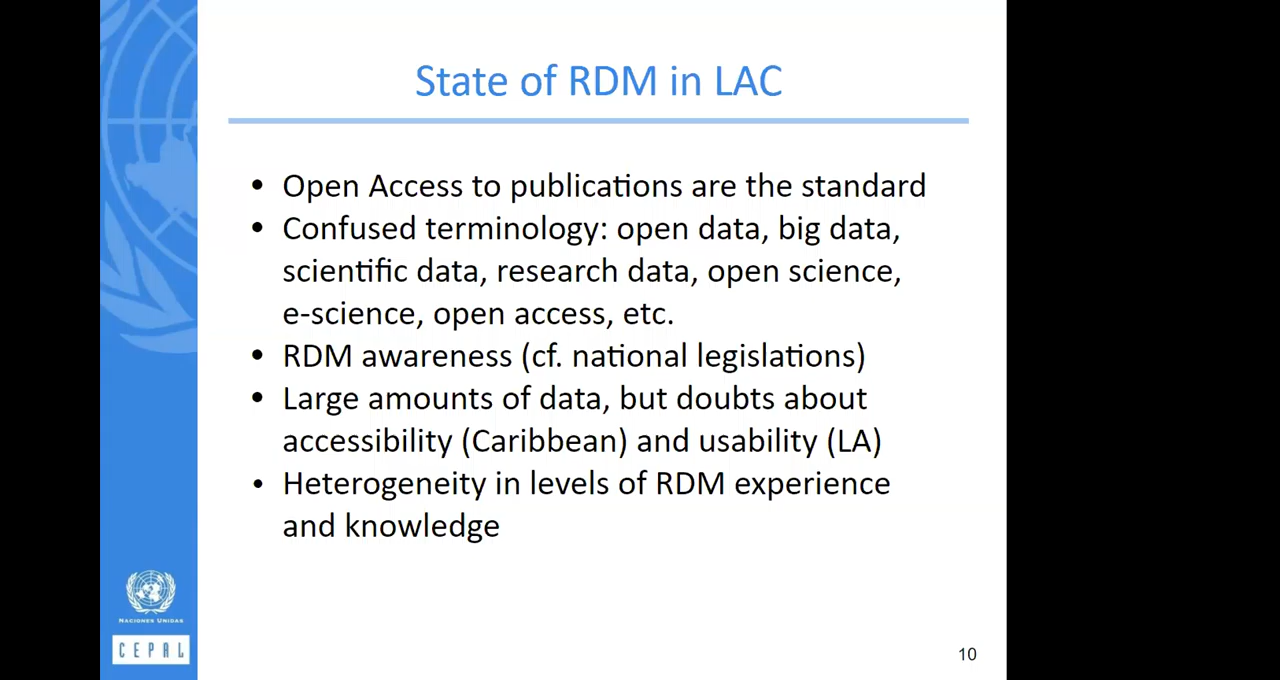 State of RDM in LAC
• Open Access to publications are the standard
• Confused terminology: open data, big data,
scientific data, research data, open science,
e-science, open access, etc.
• RDM awareness (cf. national legislations)
• Large amounts of data, but doubts about
accessibility (Caribbean) and usability (LA)
• Heterogeneity in levels of RDM experience
and knowledge
NACIONES UNIDAS
CEPAL
10